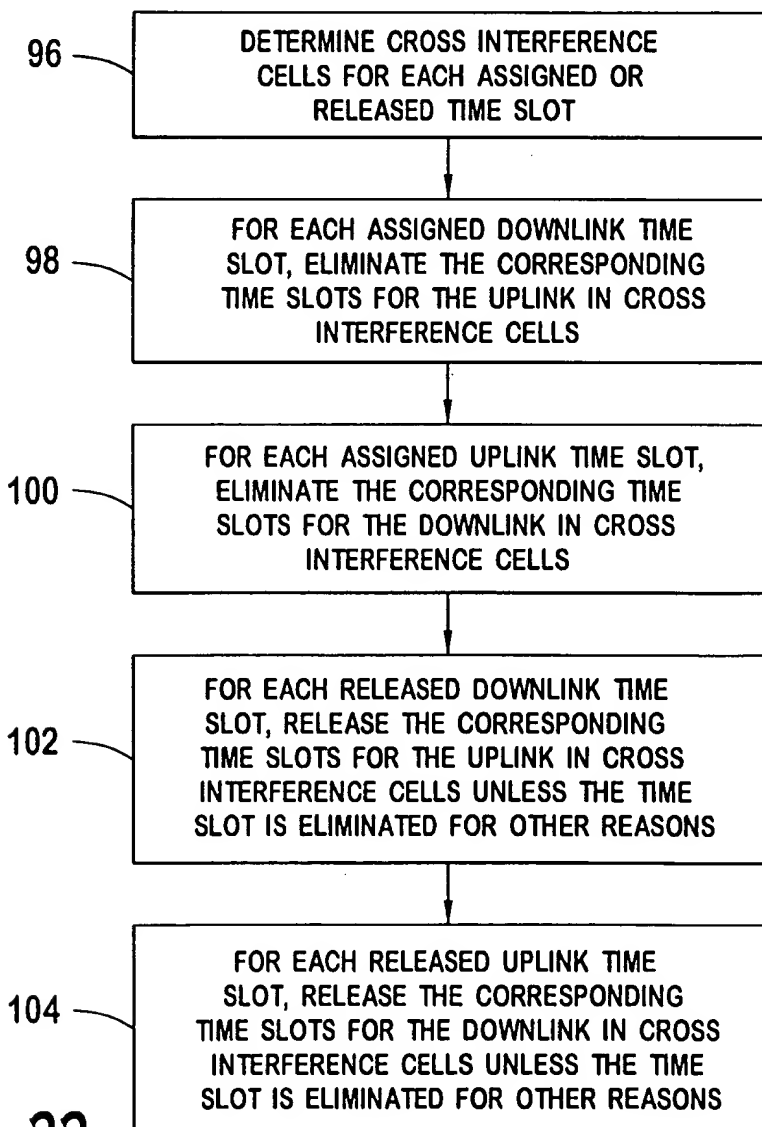 96
DETERMINE CROSS INTERFERENCE
CELLS FOR EACH ASSIGNED OR
RELEASED TIME SLOT
98
FOR EACH ASSIGNED DOWNLINK TIME
SLOT, ELIMINATE THE CORRESPONDING
TIME SLOTS FOR THE UPLINK IN CROSS
INTERFERENCE CELLS
100
FOR EACH ASSIGNED UPLINK TIME SLOT,
ELIMINATE THE CORRESPONDING TIME
SLOTS FOR THE DOWNLINK IN CROSS
INTERFERENCE CELLS
102
FOR EACH RELEASED DOWNLINK TIME
SLOT, RELEASE THE CORRESPONDING
TIME SLOTS FOR THE UPLINK IN CROSS
INTERFERENCE CELLS UNLESS THE TIME
SLOT IS ELIMINATED FOR OTHER REASONS
104
FOR EACH RELEASED UPLINK TIME
SLOT, RELEASE THE CORRESPONDING
TIME SLOTS FOR THE DOWNLINK IN CROSS
INTERFERENCE CELLS UNLESS THE TIME
SLOT IS ELIMINATED FOR OTHER REASONS